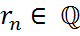 rₙ ∈ ℚ